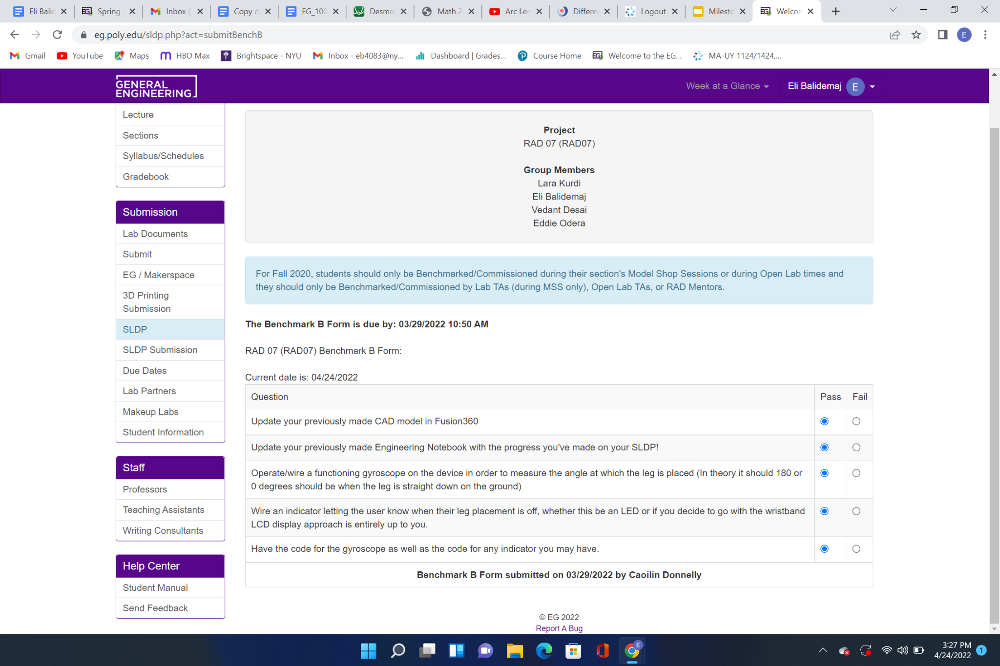 Eli Balid
Spring
Inbox (
Copy o
EG_100
Desmo
Math 2
Arc Len
Differe
Logout
Milesto
Welcom
eg.poly.edu/sldp.php?act=submitBenchB
E
Gmail
YouTube
Maps
HBO Max
Brightspace - NYU
Inbox - eb4083@ny...
Dashboard | Grades...
Course Home
Welcome to the EG...
MA-UY 1124/1424,...
GENERAL
ENGINEERING
Week at a Glance
Eli Balidemaj
E
Lecture
Sections
Syllabus/Schedules
Gradebook
Submission
Lab Documents
Submit
EG / Makerspace
3D Printing
Submission
SLDP
SLDP Submission
Due Dates
Lab Partners
Makeup Labs
Student Information
Staff
Professors
Teaching Assistants
Writing Consultants
Help Center
Student Manual
Send Feedback
Project
RAD 07 (RAD07)
Group Members
Lara Kurdi
Eli Balidemaj
Vedant Desai
Eddie Odera
For Fall 2020, students should only be Benchmarked/Commissioned during their section's Model Shop Sessions or during Open Lab times and
they should only be Benchmarked/Commissioned by Lab TAs (during MSS only), Open Lab TAs, or RAD Mentors.
The Benchmark B Form is due by: 03/29/2022 10:50 AM
RAD 07 (RAD07) Benchmark B Form:
Current date is: 04/24/2022
Question Pass Fail
Update your previously made CAD model in Fusion360
Update your previously made Engineering Notebook with the progress you've made on your SLDP!
Operate/wire a functioning gyroscope on the device in order to measure the angle at which the leg is placed (In theory it should 180 or
0 degrees should be when the leg is straight down on the ground)
Wire an indicator letting the user know when their leg placement is off, whether this be an LED or if you decide to go with the wristband
LCD display approach is entirely up to you.
Have the code for the gyroscope as well as the code for any indicator you may have.
Benchmark B Form submitted on 03/29/2022 by Caoilin Donnelly
© EG 2022
Report A Bug
3:27 PM
4/24/2022
1